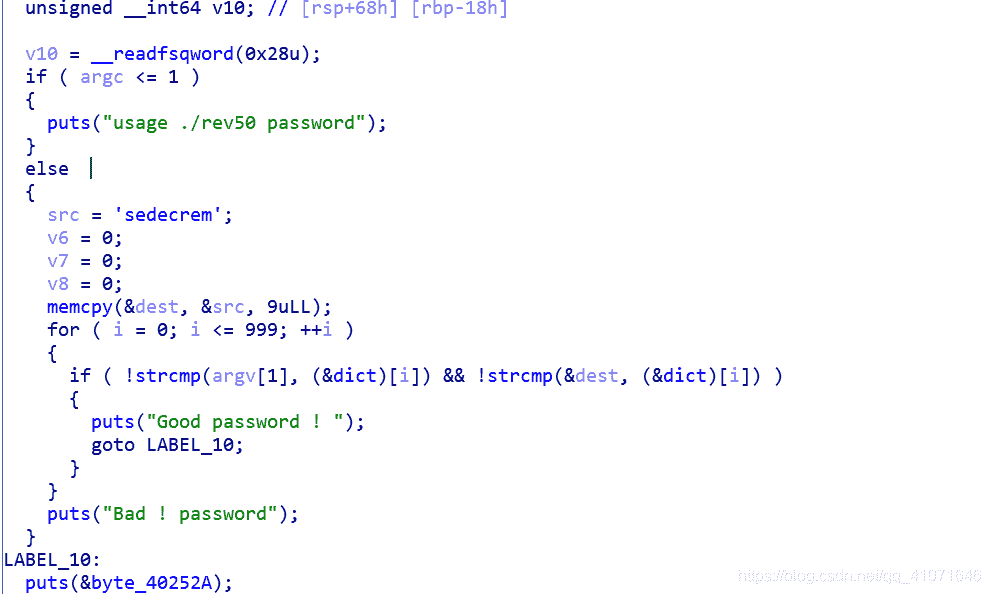 unsigned __int64 v10; // [rsp+68h] [rbp-18h]
v10 = __readfsqword(0x28u);
if ( argc <= 1 )
{
puts("usage ./rev50 password");
}
else
{
src = 'sedecrem';
v6 = 0;
v7 = 0;
v8 = 0;
memcpy(&dest, &src, 9uLL);
for ( i = 0; i <= 999; ++i )
{
if ( !strcmp(argv[1], (&dict)[i]) && !strcmp(&dest, (&dict)[i]) )
{
puts("Good password ! ");
goto LABEL_10;
}
}
puts("Bad ! password");
}
LABEL_10:
puts(&byte_40252A);
https://blog.csdn.net/qq_41071646